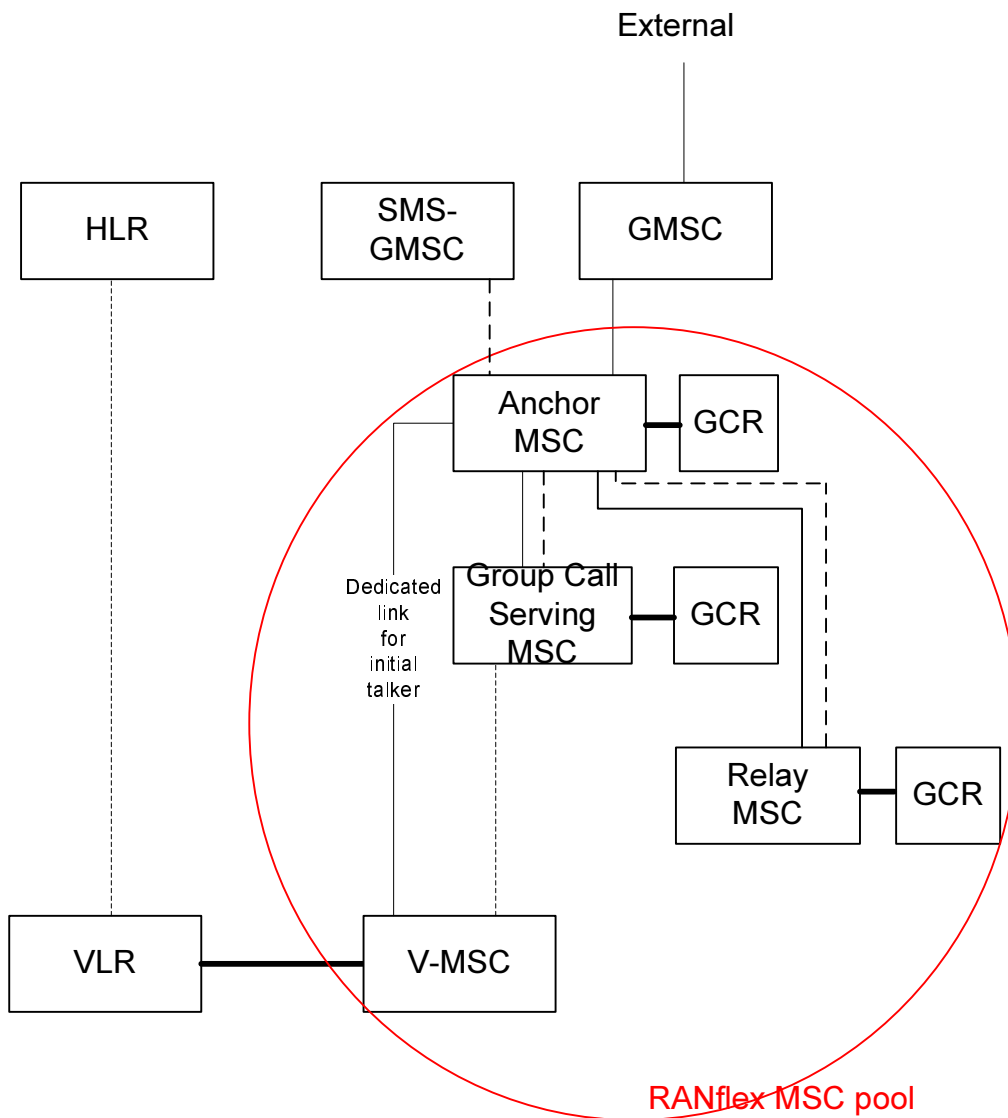 External
HLR
SMS-
GMSC
GMSC
Anchor
MSC
GCR
Dedicated
link
for
initial
talker
Group Call
Serving
MSC
GCR
Relay
MSC
GCR
VLR
V-MSC
RANflex MSC pool